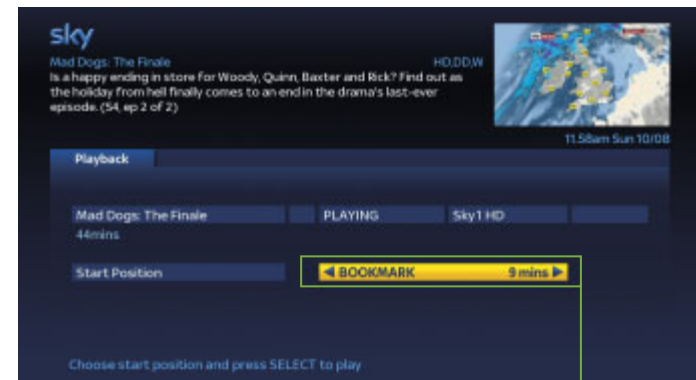 sky
Mad Dogs: The Finale HD,DD,W
Is a happy ending in store for Woody, Quinn, Baxter and Rick? Find out as
the holiday from hell finally comes to an end in the drama's last-ever
episode. (S4, ep 2 of 2)
11.58am Sun 10/08
Playback
Mad Dogs: The Finale PLAYING Sky1 HD
44mins
Start Position ◀ BOOKMARK 9 mins ▶
Choose start position and press SELECT to play